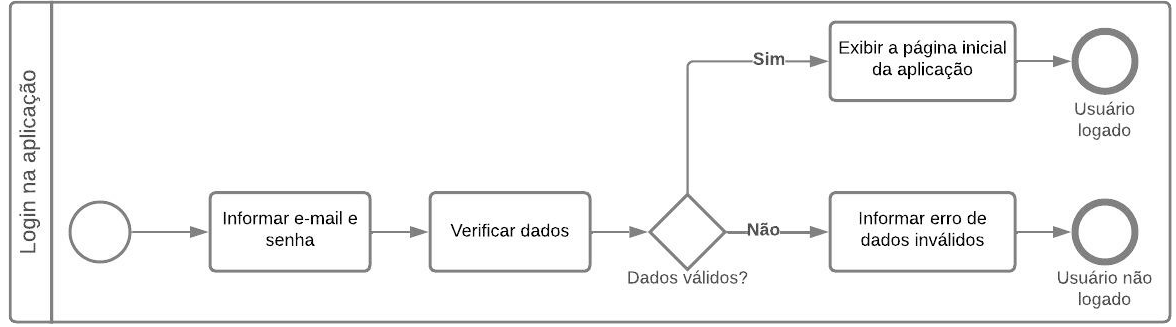 Login na aplicação
Informar e-mail e
senha
Verificar dados
Dados válidos?
Sim
Exibir a página inicial
da aplicação
Usuário
logado
Não
Informar erro de
dados inválidos
Usuário não
logado